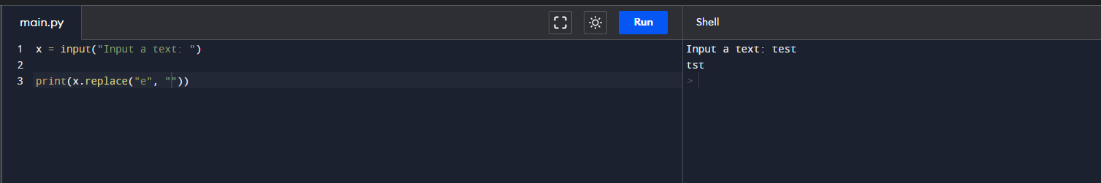 main.py Run Shell
1 x = input("Input a text: ")
2
3 print(x.replace("e", ""))
Input a text: test
tst
>